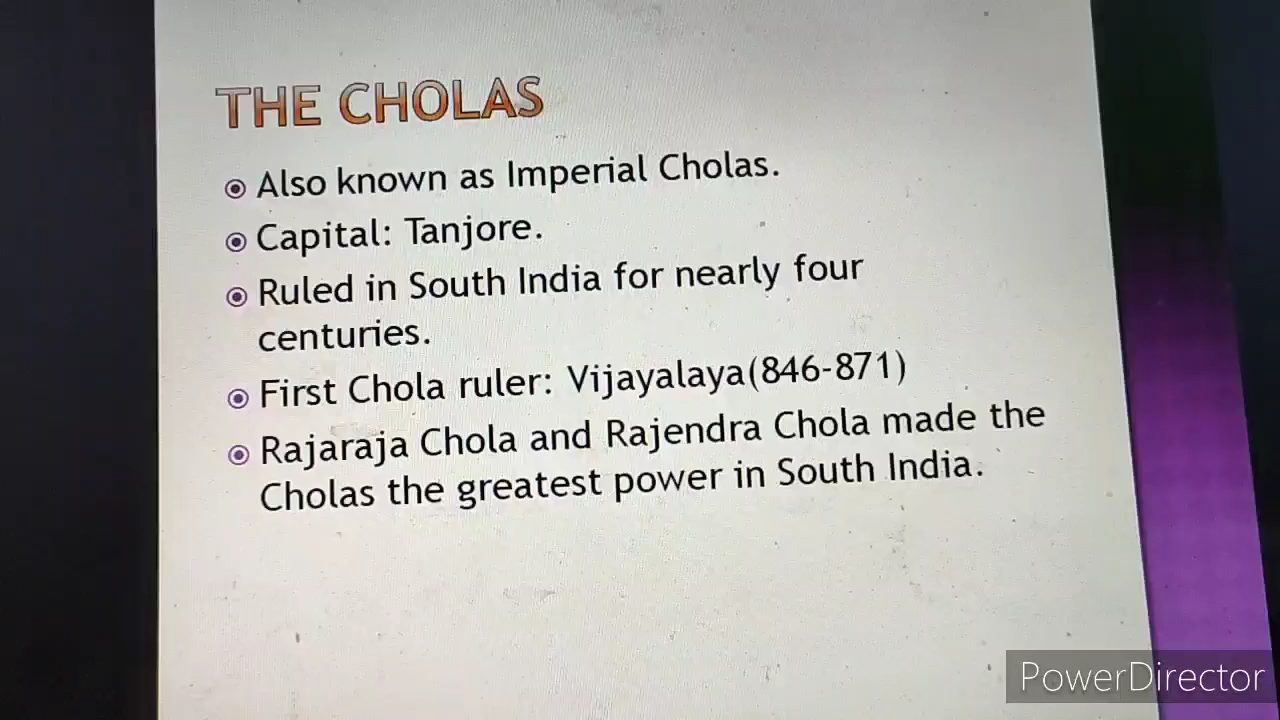 THE CHOLAS
Also known as Imperial Cholas.
Capital: Tanjore.
Ruled in South India for nearly four
centuries.
First Chola ruler: Vijayalaya(846-871)
Rajaraja Chola and Rajendra Chola made the
Cholas the greatest power in South India.
PowerDirector